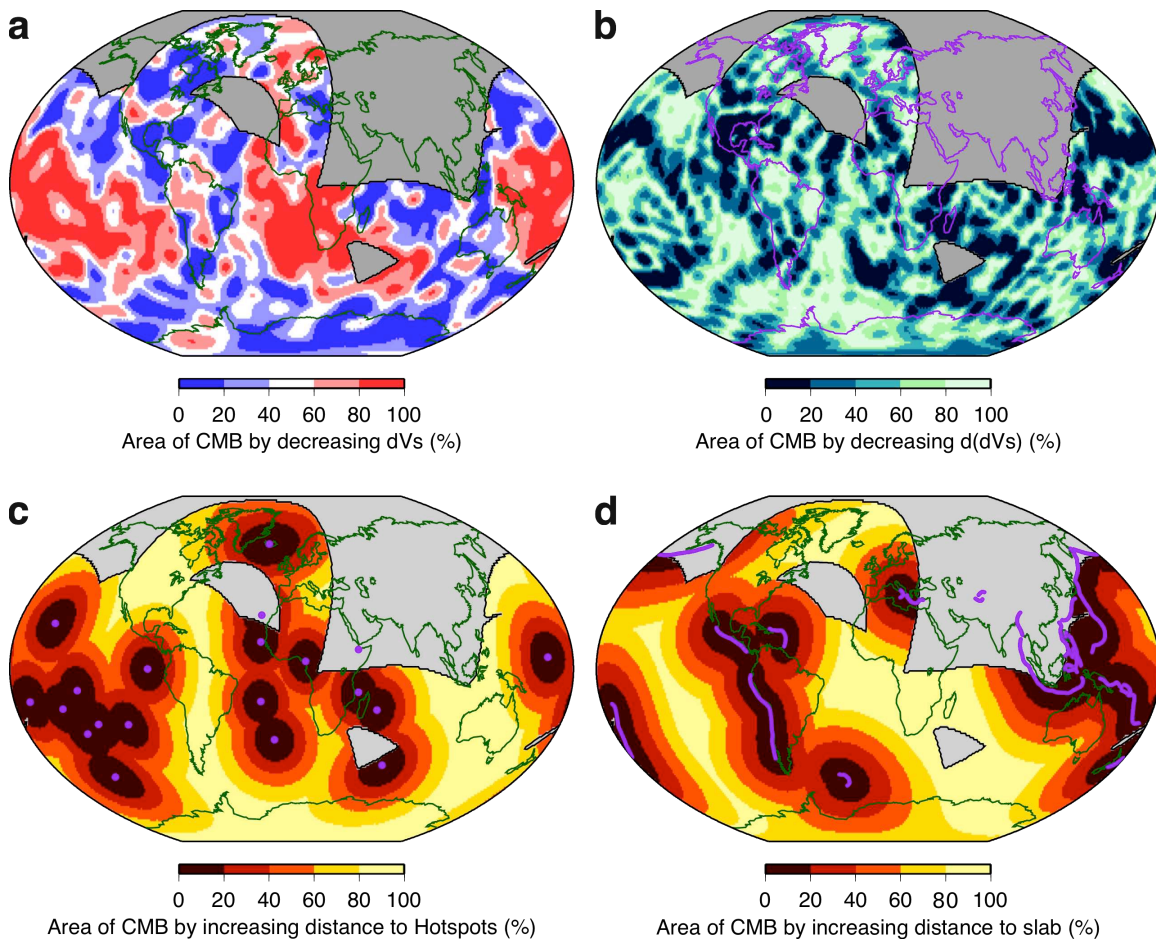 a
b
0 20 40 60 80 100
Area of CMB by decreasing dVs (%)
0 20 40 60 80 100
Area of CMB by decreasing d(dVs) (%)
c
d
0 20 40 60 80 100
Area of CMB by increasing distance to Hotspots (%)
0 20 40 60 80 100
Area of CMB by increasing distance to slab (%)